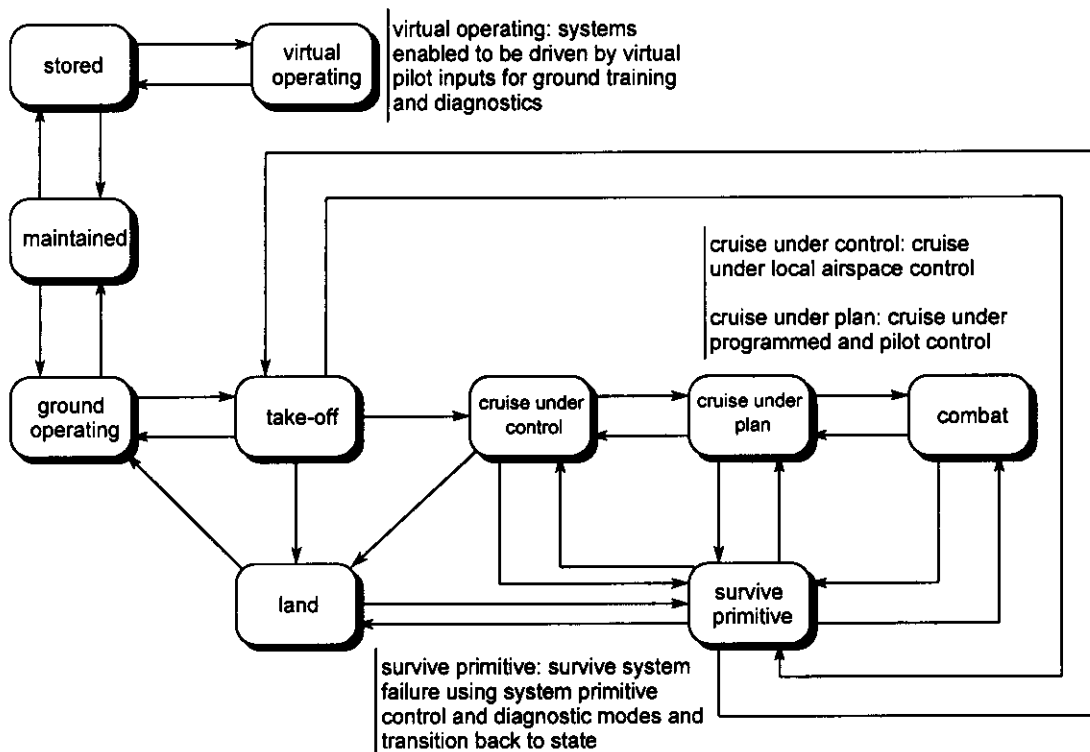 stored
virtual
operating
virtual operating: systems
enabled to be driven by virtual
pilot inputs for ground training
and diagnostics
maintained
cruise under control: cruise
under local airspace control
cruise under plan: cruise under
programmed and pilot control
ground
operating
take-off
cruise under
control
cruise under
plan
combat
land
survive
primitive
survive primitive: survive system
failure using system primitive
control and diagnostic modes and
transition back to state